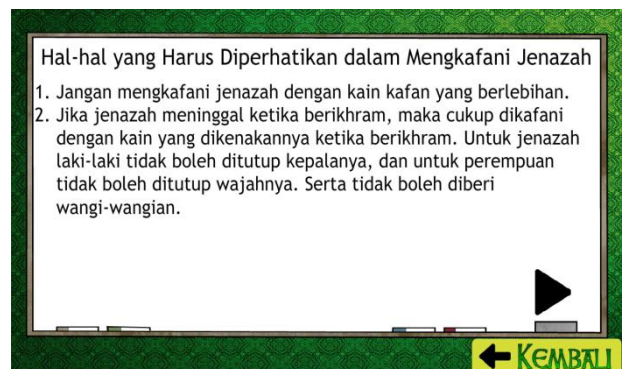 Hal-hal yang Harus Diperhatikan dalam Mengkafani Jenazah
1. Jangan mengkafani jenazah dengan kain kafan yang berlebihan.
2. Jika jenazah meninggal ketika berikhram, maka cukup dikafani
dengan kain yang dikenakannya ketika berikhram. Untuk jenazah
laki-laki tidak boleh ditutup kepalanya, dan untuk perempuan
tidak boleh ditutup wajahnya. Serta tidak boleh diberi
wangi-wangian.
KEMBALI